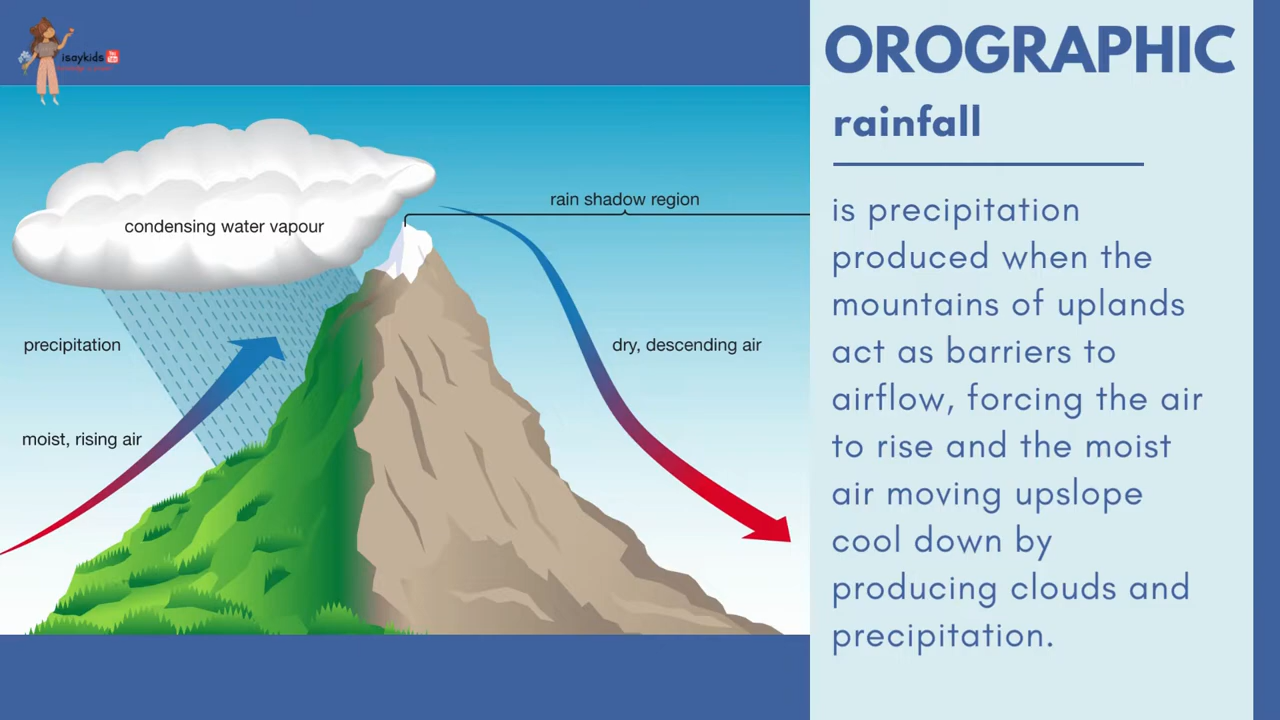 isaykids
OROGRAPHIC
rainfall
is precipitation
produced when the
mountains of uplands
act as barriers to
airflow, forcing the air
to rise and the moist
air moving upslope
cool down by
producing clouds and
precipitation.
condensing water vapour
rain shadow region
precipitation
dry, descending air
moist, rising air